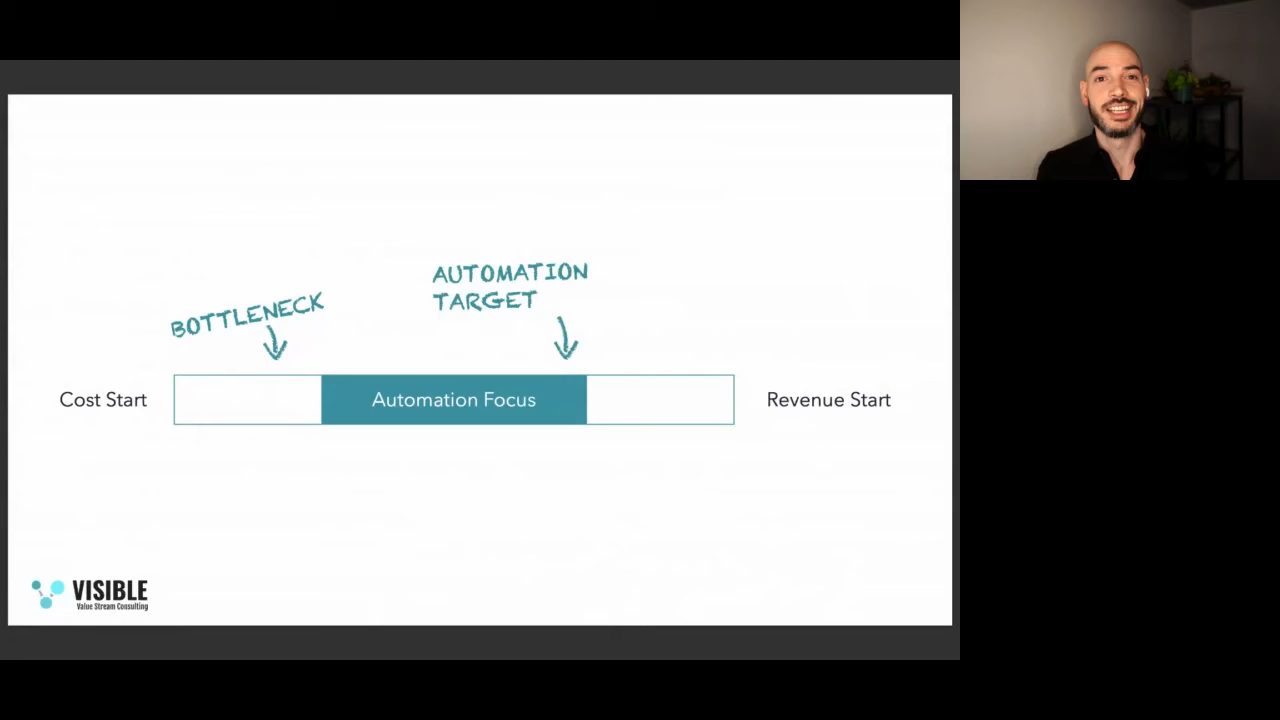 AUTOMATION
TARGET
BOTTLENECK
Cost Start
Automation Focus
Revenue Start
VISIBLE
Value Stream Consulting